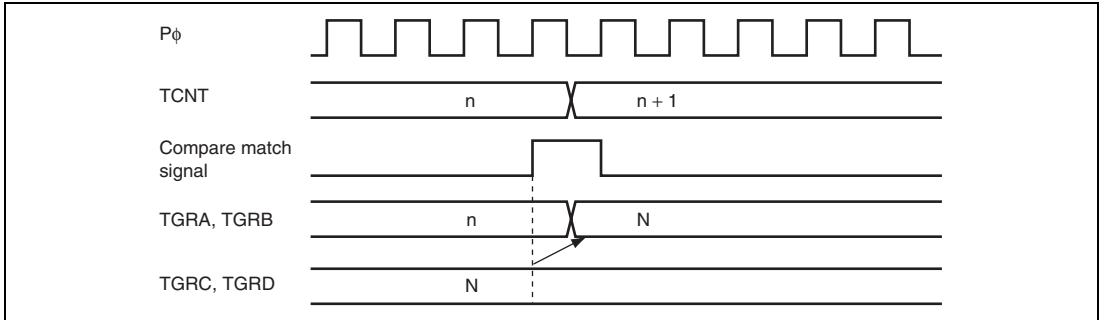 Pϕ
TCNT
n
n + 1
Compare match
signal
TGRA, TGRB
n
N
TGRC, TGRD
N